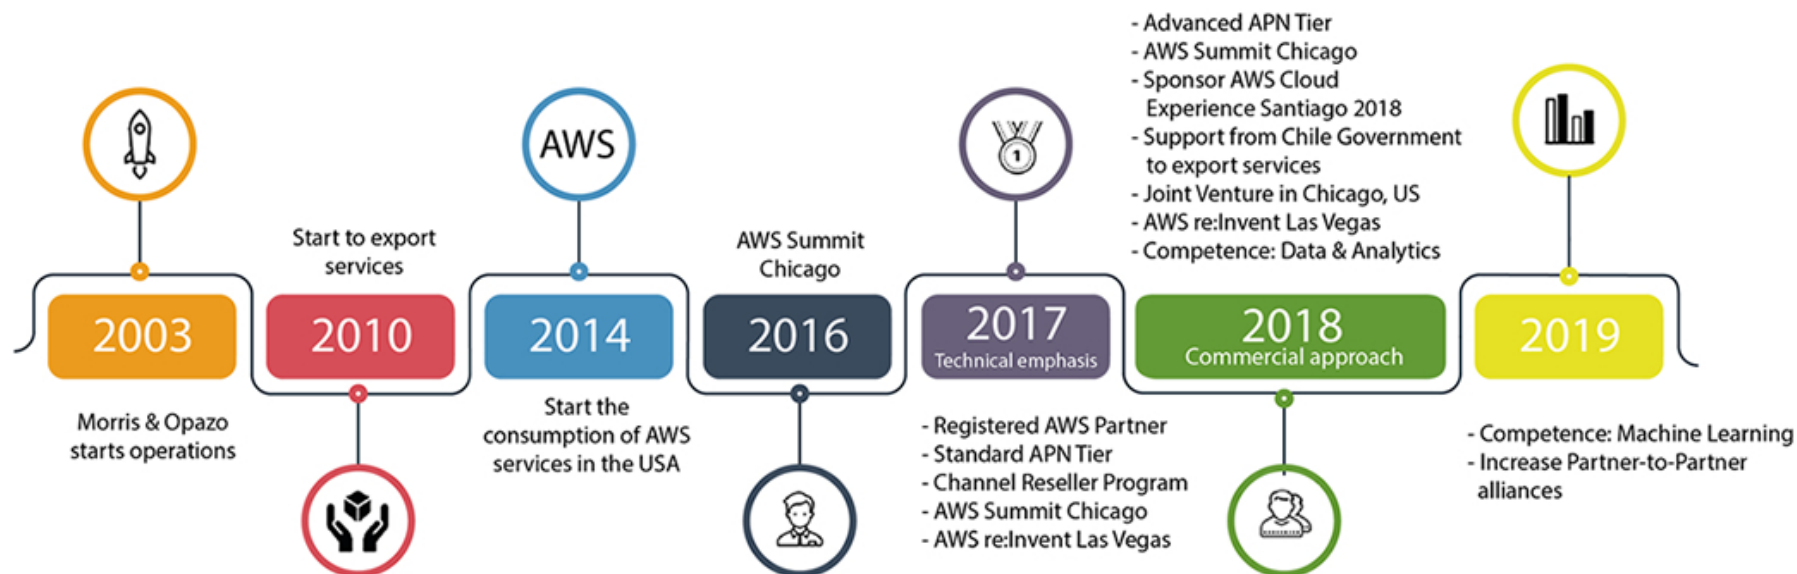 2003
Morris & Opazo
starts operations
Start to export
services
2010
AWS
2014
Start the
consumption of AWS
services in the USA
AWS Summit
Chicago
2016
1
2017
Technical emphasis
- Registered AWS Partner
- Standard APN Tier
- Channel Reseller Program
- AWS Summit Chicago
- AWS re:Invent Las Vegas
- Advanced APN Tier
- AWS Summit Chicago
- Sponsor AWS Cloud
Experience Santiago 2018
- Support from Chile Government
to export services
- Joint Venture in Chicago, US
- AWS re:Invent Las Vegas
- Competence: Data & Analytics
2018
Commercial approach
2019
- Competence: Machine Learning
- Increase Partner-to-Partner
alliances